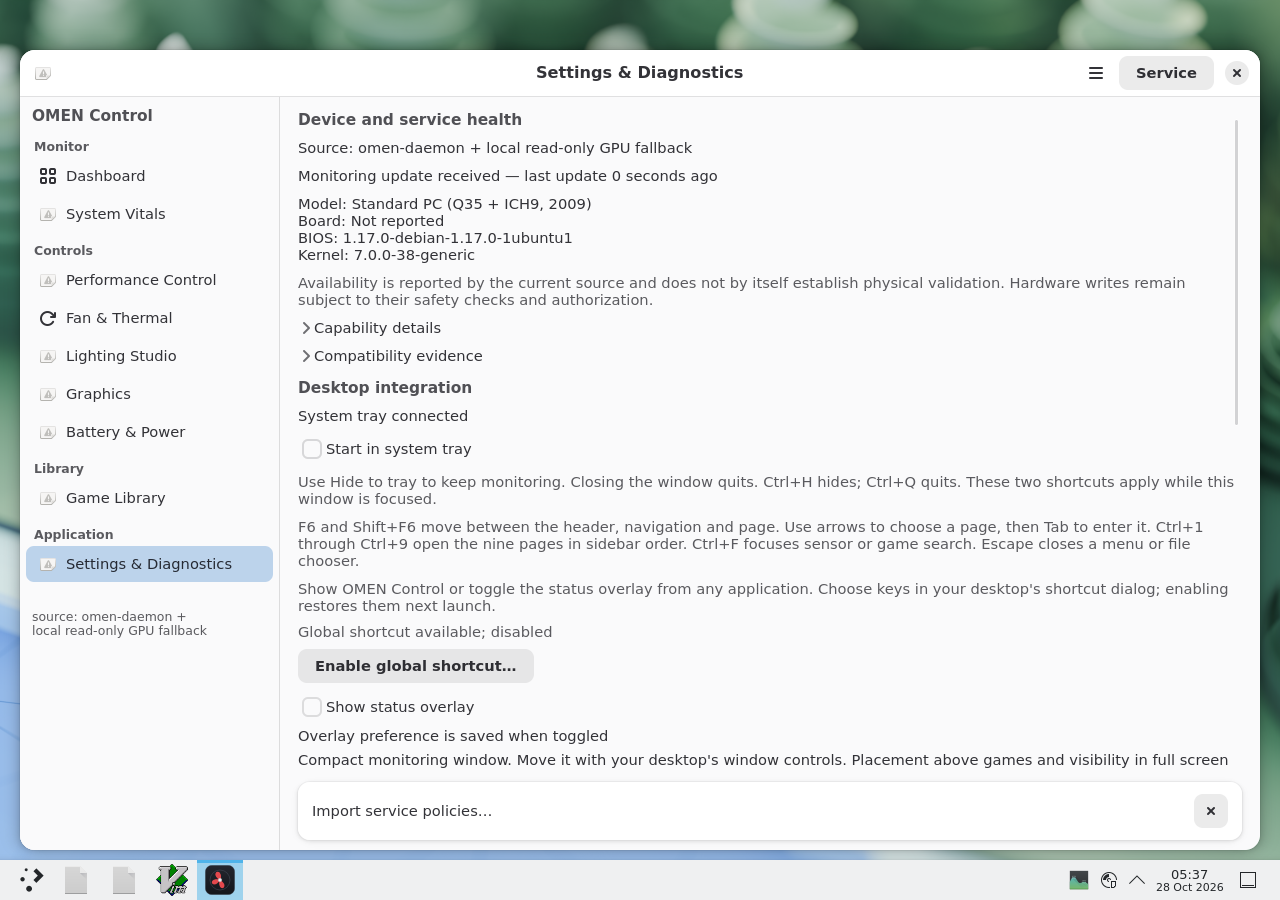 Settings & Diagnostics
Service
OMEN Control
Monitor
Dashboard
System Vitals
Controls
Performance Control
Fan & Thermal
Lighting Studio
Graphics
Battery & Power
Library
Game Library
Application
Settings & Diagnostics
source: omen-daemon +
local read-only GPU fallback
Device and service health
Source: omen-daemon + local read-only GPU fallback
Monitoring update received — last update 0 seconds ago
Model: Standard PC (Q35 + ICH9, 2009)
Board: Not reported
BIOS: 1.17.0-debian-1.17.0-1ubuntu1
Kernel: 7.0.0-38-generic
Availability is reported by the current source and does not by itself establish physical validation. Hardware writes remain
subject to their safety checks and authorization.
Capability details
Compatibility evidence
Desktop integration
System tray connected
Start in system tray
Use Hide to tray to keep monitoring. Closing the window quits. Ctrl+H hides; Ctrl+Q quits. These two shortcuts apply while this
window is focused.
F6 and Shift+F6 move between the header, navigation and page. Use arrows to choose a page, then Tab to enter it. Ctrl+1
through Ctrl+9 open the nine pages in sidebar order. Ctrl+F focuses sensor or game search. Escape closes a menu or file
chooser.
Show OMEN Control or toggle the status overlay from any application. Choose keys in your desktop's shortcut dialog; enabling
restores them next launch.
Global shortcut available; disabled
Enable global shortcut…
Show status overlay
Overlay preference is saved when toggled
Compact monitoring window. Move it with your desktop's window controls. Placement above games and visibility in full screen
Import service policies…
05:37
28 Oct 2026